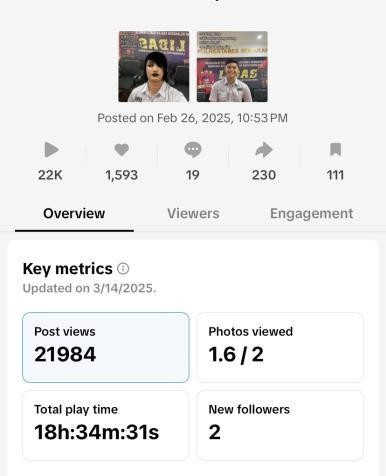 Posted on Feb 26, 2025, 10:53 PM
22K
1,593
19
230
111
Overview
Viewers
Engagement
Key metrics
Updated on 3/14/2025.
Post views
21984
Photos viewed
1.6 / 2
Total play time
18h:34m:31s
New followers
2